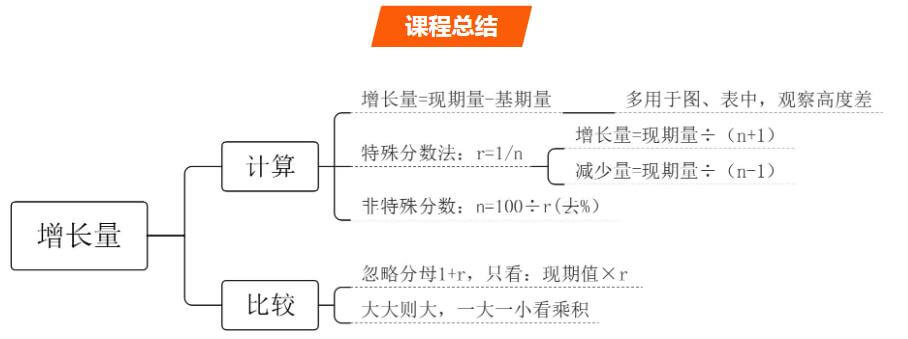 课程总结
增长量
计算
增长量=现期量-基期量
多用于图、表中，观察高度差
特殊分数法：r=1/n
增长量=现期量÷（n+1）
减少量=现期量÷（n-1）
非特殊分数：n=100÷r(去%）
比较
忽略分母1+r，只看：现期值×r
大大则大，一大一小看乘积